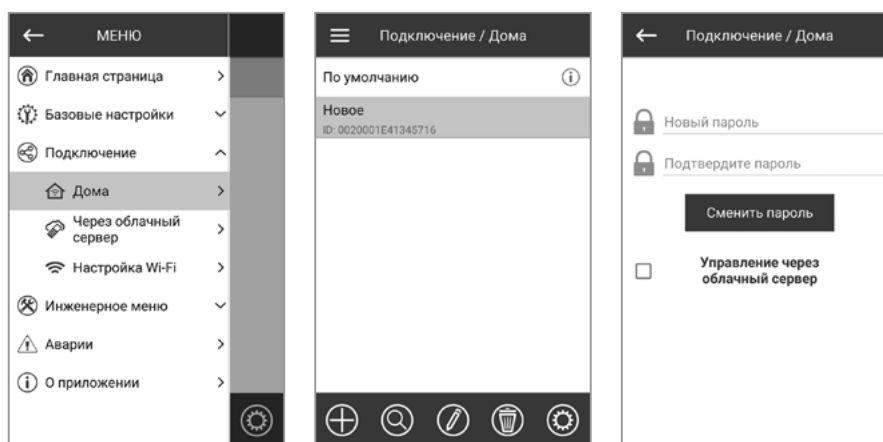 МЕНЮ
Главная страница
Базовые настройки
Подключение
Дома
Через облачный
сервер
Настройка Wi-Fi
Инженерное меню
Аварии
О приложении
Подключение / Дома
По умолчанию
Новое
ID: 0020001E41345716
Подключение / Дома
Новый пароль
Подтвердите пароль
Сменить пароль
Управление через
облачный сервер